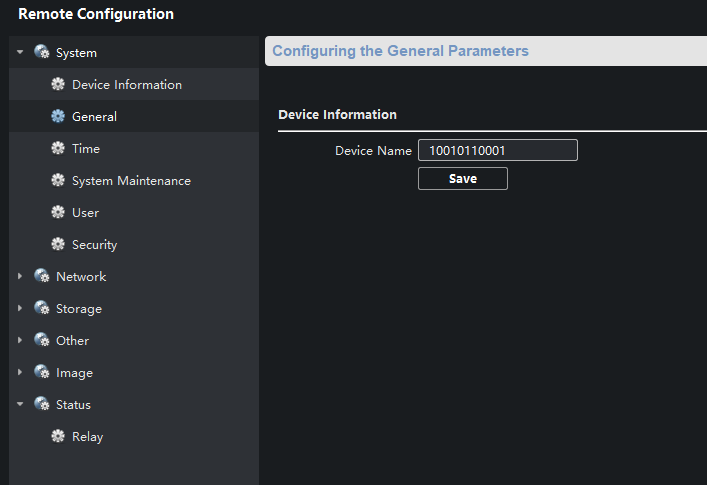 Remote Configuration
System
Device Information
General
Time
System Maintenance
User
Security
Network
Storage
Other
Image
Status
Relay
Configuring the General Parameters
Device Information
Device Name 10010110001
Save